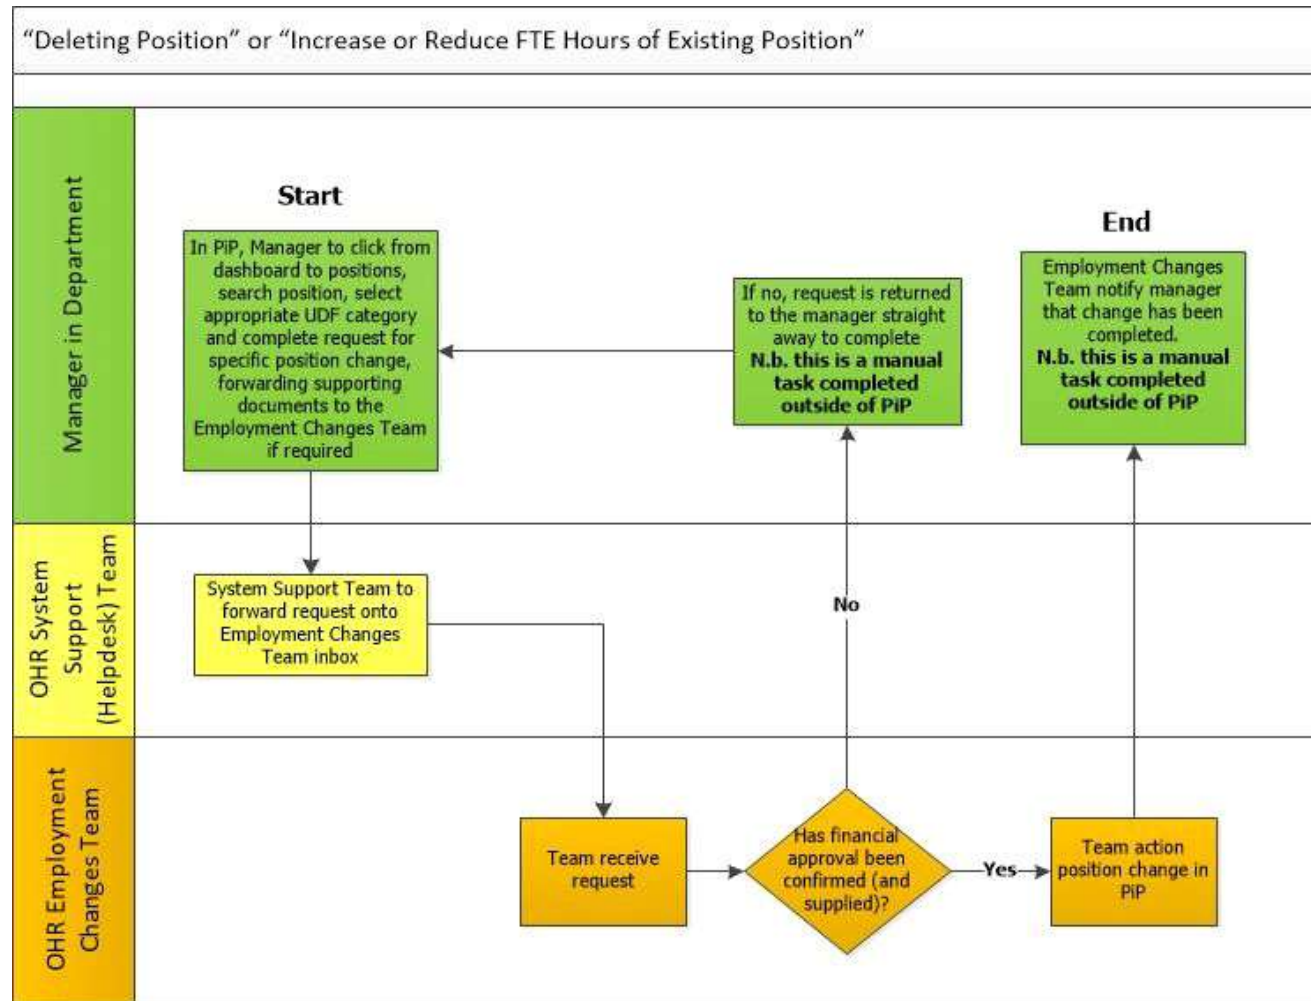 “Deleting Position” or “Increase or Reduce FTE Hours of Existing Position”
Manager in Department
Start
In PiP, Manager to click from
dashboard to positions,
search position, select
appropriate UDF category
and complete request for
specific position change,
forwarding supporting
documents to the
Employment Changes Team
if required
If no, request is returned
to the manager straight
away to complete
N.b. this is a manual
task completed
outside of PiP
End
Employment Changes
Team notify manager
that change has been
completed.
N.b. this is a manual
task completed
outside of PiP
OHR System
Support
(Helpdesk) Team
System Support Team to
forward request onto
Employment Changes
Team inbox
No
OHR Employment
Changes Team
Team receive
request
Has financial
approval been
confirmed (and
supplied)?
Yes
Team action
position change in
PiP